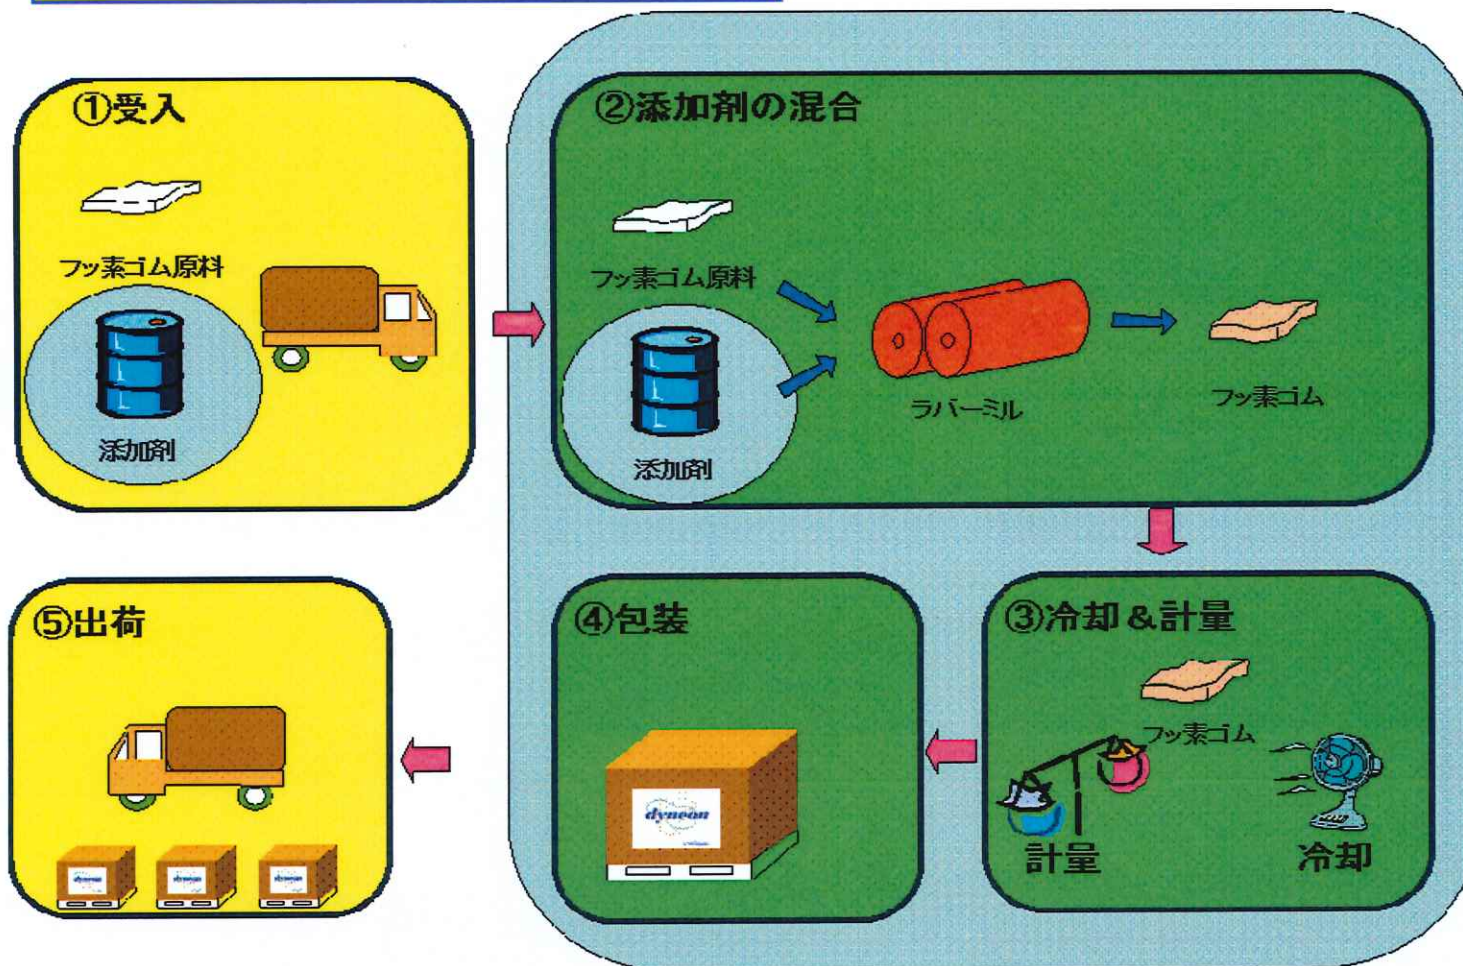 ①受入
フッ素ゴム原料
添加剤
②添加剤の混合
フッ素ゴム原料
添加剤
ラバーミル
フッ素ゴム
③冷却&計量
フッ素ゴム
計量
冷却
④包装
dyneon
⑤出荷
dyneon
dyneon
dyneon